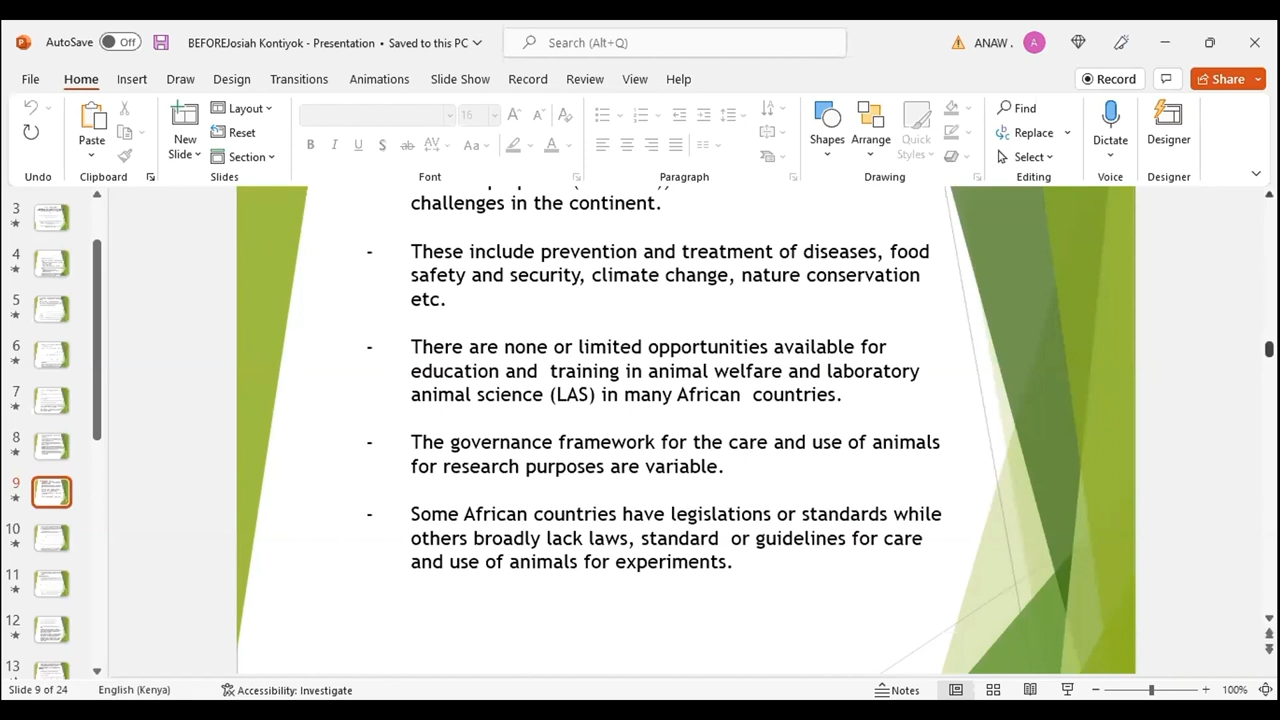 AutoSave Off BEFOREJosiah Kontiyok - Presentation • Saved to this PC Search (Alt+Q) ANAW . A
File Home Insert Draw Design Transitions Animations Slide Show Record Review View Help Record Share
Paste New Slide Layout Reset Section 16 B I U S ab AV Aa A A A Shapes Arrange Quick Styles Find Replace Select Dictate Designer
Undo Clipboard Slides Font Paragraph Drawing Editing Voice Designer
challenges in the continent.
- These include prevention and treatment of diseases, food
safety and security, climate change, nature conservation
etc.
- There are none or limited opportunities available for
education and training in animal welfare and laboratory
animal science (LAS) in many African countries.
- The governance framework for the care and use of animals
for research purposes are variable.
- Some African countries have legislations or standards while
others broadly lack laws, standard or guidelines for care
and use of animals for experiments.
3
4
5
6
7
8
9
10
11
12
13
Slide 9 of 24 English (Kenya) Accessibility: Investigate Notes 100%